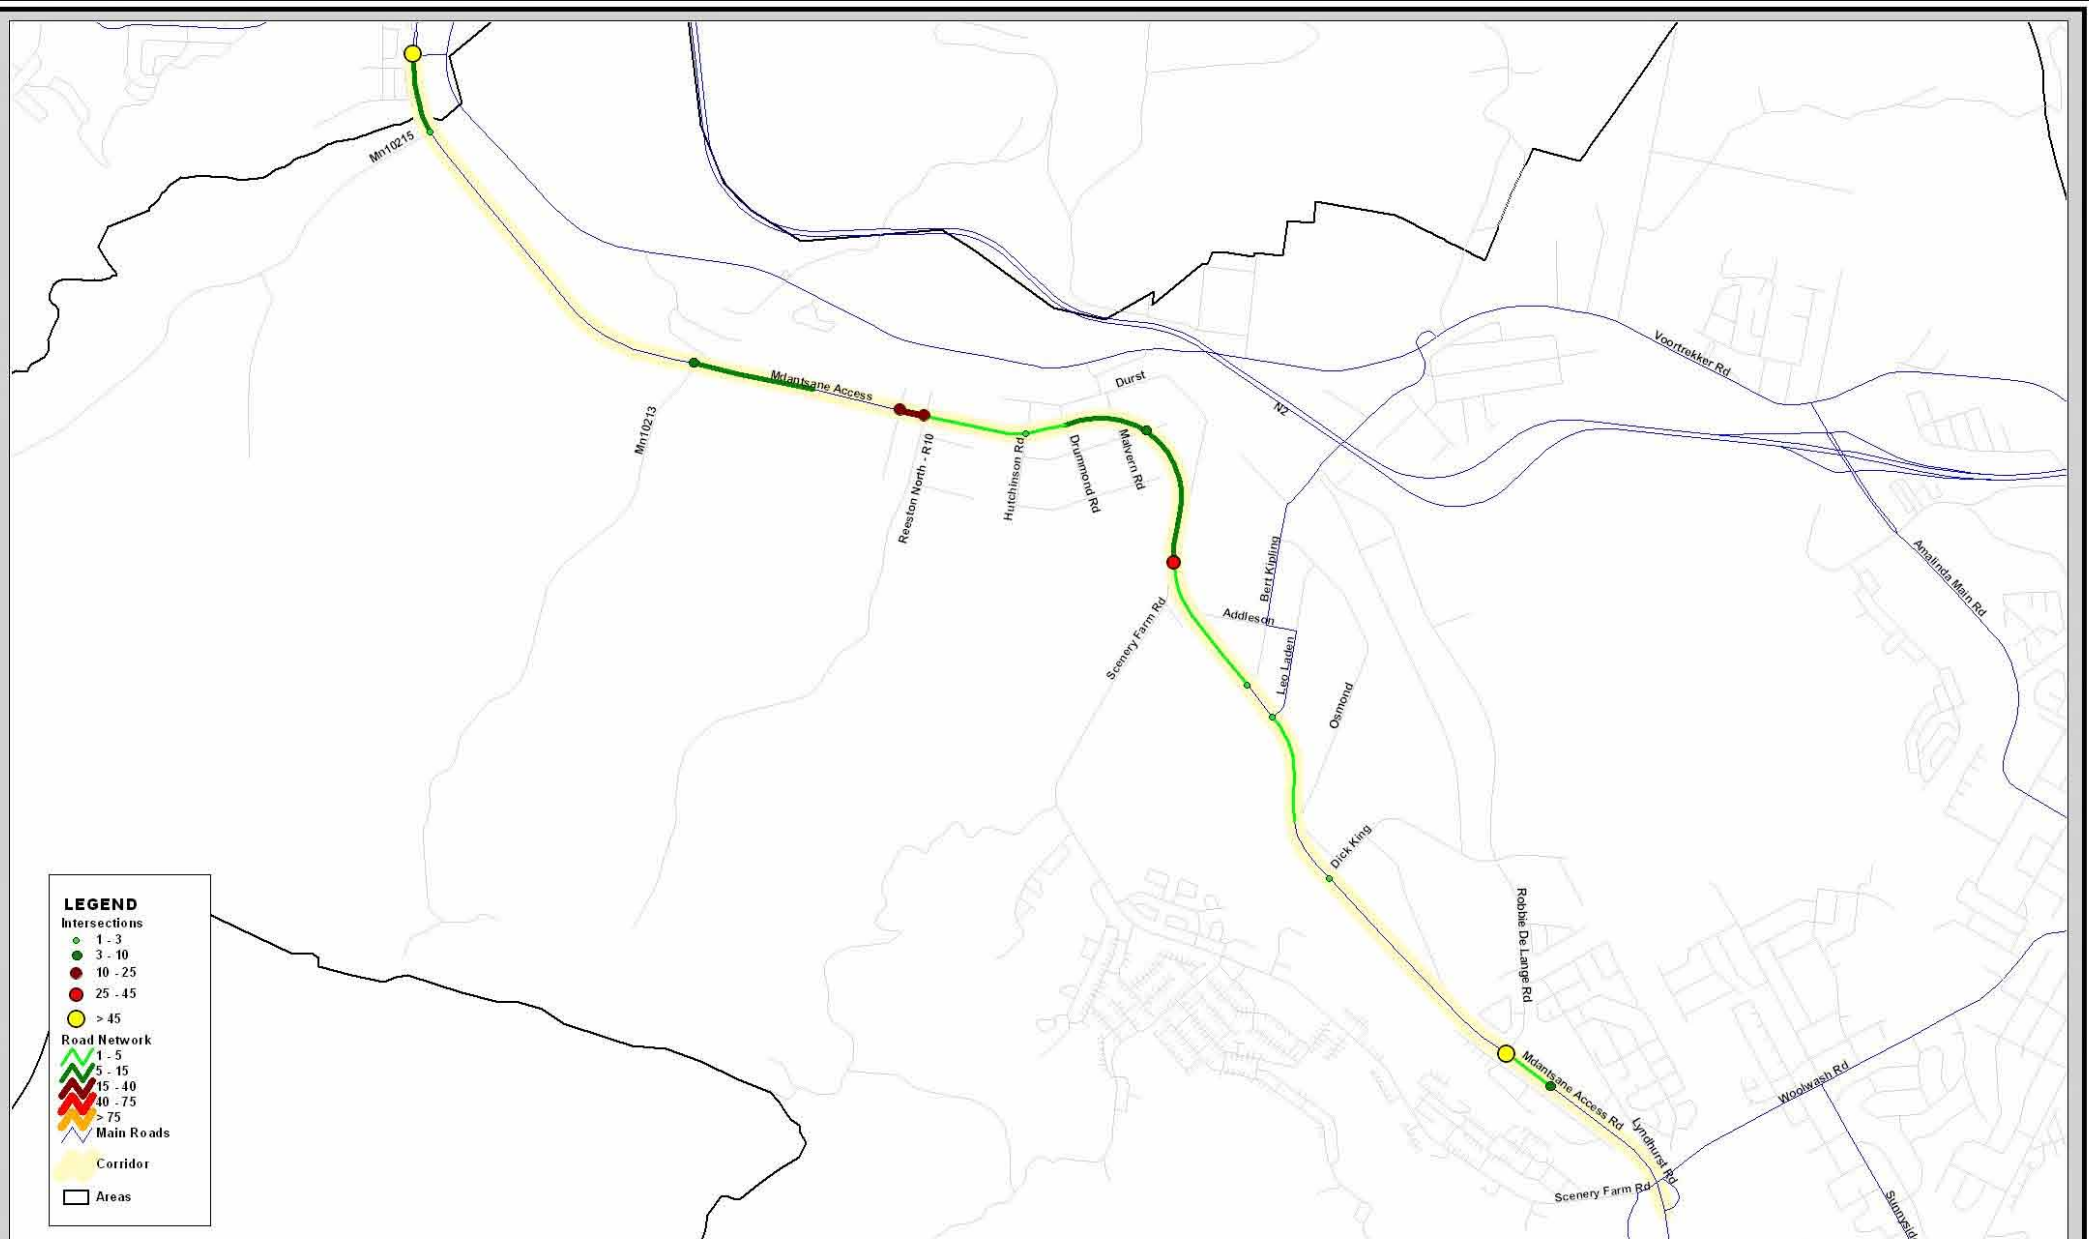 Mn10215
Voortrekker Rd
Durst
Mdantsane Access
N2
Mn10213
Reeston North - R10
Hutchinson Rd
Drummond Rd
Malvern Rd
Bert Kipling
Amalinda Main Rd
Scenery Farm Rd
Addleson
Leo Laden
Osmond
Dick King
Robbie De Lange Rd
Mdantsane Access Rd
Woolwash Rd
Lyndhurst Rd
Scenery Farm Rd
Sunnysid
LEGEND
Intersections
1 - 3
3 - 10
10 - 25
25 - 45
> 45
Road Network
1 - 5
5 - 15
15 - 40
40 - 75
> 75
Main Roads
Corridor
Areas